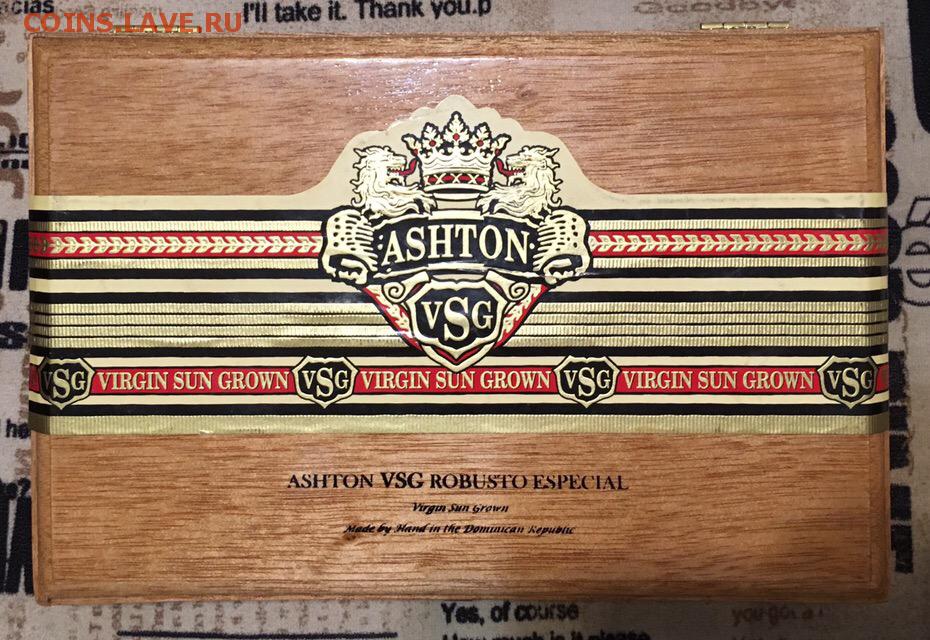 COINS.LAVE.RU
I'll take it. Thank you.p
ASHTON
VSG
VSG VIRGIN SUN GROWN VSG VIRGIN SUN GROWN VSG VIRGIN SUN GROWN VSG
ASHTON VSG ROBUSTO ESPECIAL
Virgin Sun Grown
Made by Hand in the Dominican Republic
Yes, of course